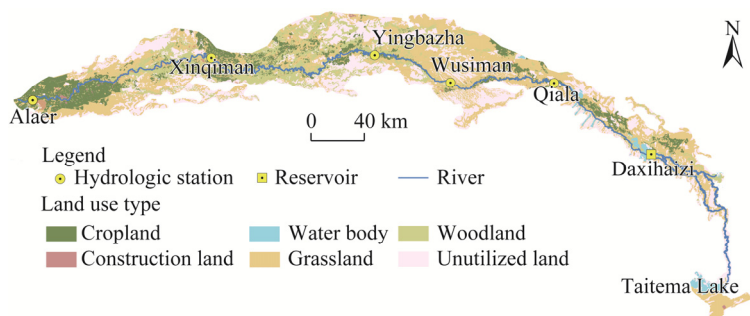 N
Yingbazha
Xinqiman
Wusiman
Alaer
Qiala
0 40 km
Daxihaizi
Legend
Hydrologic station Reservoir River
Land use type
Cropland Water body Woodland
Construction land Grassland Unutilized land
Taitema Lake